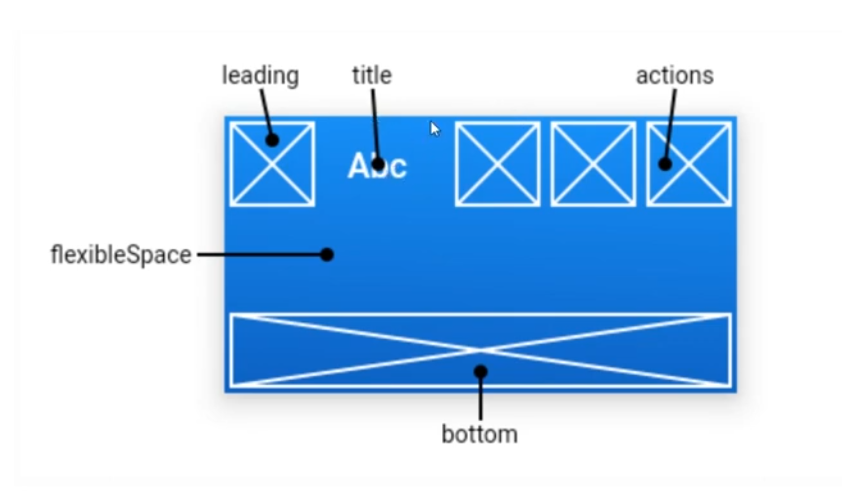 leading title actions
Abc
flexibleSpace
bottom